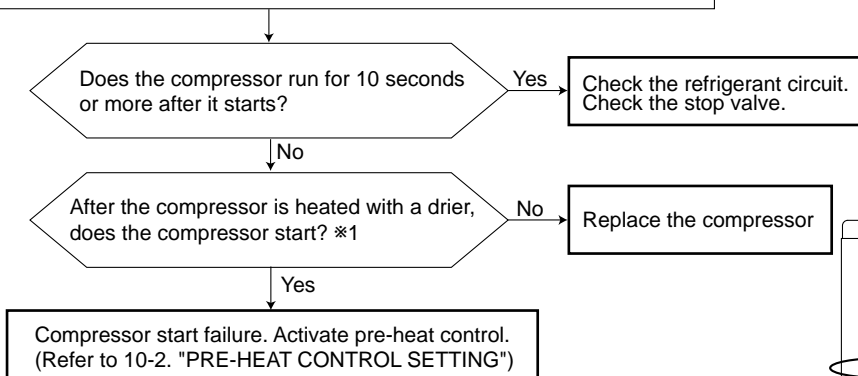 Does the compressor run for 10 seconds
or more after it starts?
Yes
Check the refrigerant circuit.
Check the stop valve.
No
After the compressor is heated with a drier,
does the compressor start? ※1
No
Replace the compressor
Yes
Compressor start failure. Activate pre-heat control.
(Refer to 10-2. "PRE-HEAT CONTROL SETTING")